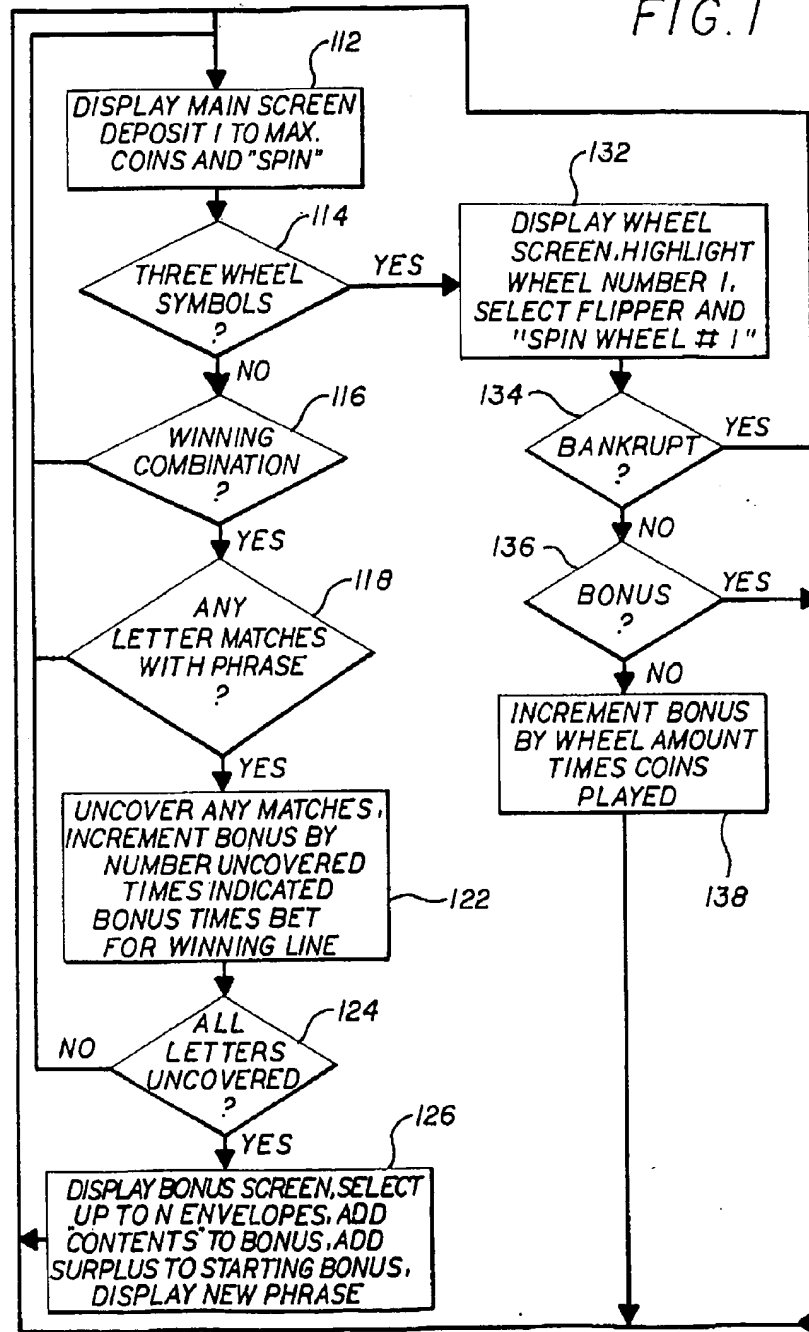 FIG. 1
112
DISPLAY MAIN SCREEN
DEPOSIT 1 TO MAX.
COINS AND "SPIN"
114
THREE WHEEL
SYMBOLS
?
YES
NO
116
WINNING
COMBINATION
?
YES
118
ANY
LETTER MATCHES
WITH PHRASE
?
YES
UNCOVER ANY MATCHES,
INCREMENT BONUS BY
NUMBER UNCOVERED
TIMES INDICATED
BONUS TIMES BET
FOR WINNING LINE
122
124
ALL
LETTERS
UNCOVERED
?
NO
YES
126
DISPLAY BONUS SCREEN, SELECT
UP TO N ENVELOPES, ADD
"CONTENTS" TO BONUS, ADD
SURPLUS TO STARTING BONUS,
DISPLAY NEW PHRASE
132
DISPLAY WHEEL
SCREEN, HIGHLIGHT
WHEEL NUMBER 1,
SELECT FLIPPER AND
"SPIN WHEEL # 1"
134
BANKRUPT
?
YES
NO
136
BONUS
?
YES
NO
INCREMENT BONUS
BY WHEEL AMOUNT
TIMES COINS
PLAYED
138